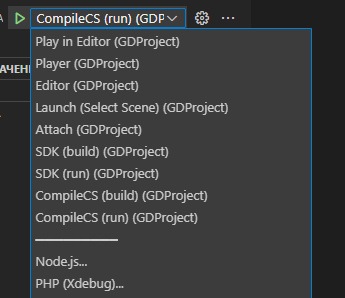 CompileCS (run) (GDP
АЧЕН
Play in Editor (GDProject)
Player (GDProject)
Editor (GDProject)
Launch (Select Scene) (GDProject)
Attach (GDProject)
SDK (build) (GDProject)
SDK (run) (GDProject)
CompileCS (build) (GDProject)
CompileCS (run) (GDProject)
Node.js...
PHP (Xdebug)...